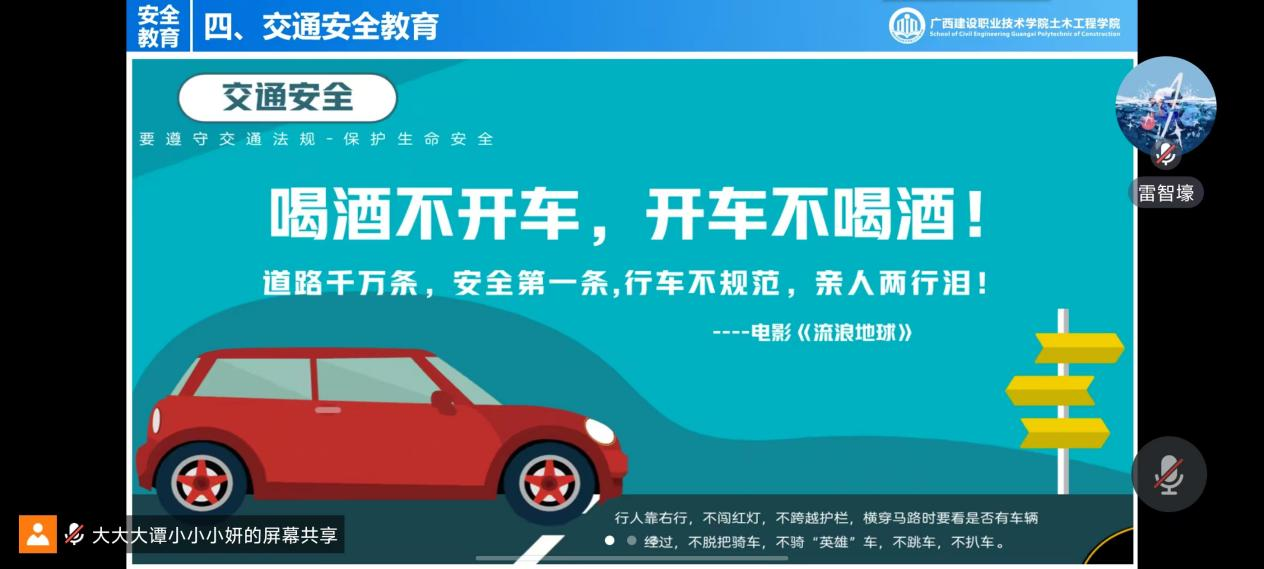 安全
教育
四、交通安全教育
广西建设职业技术学院土木工程学院
School of Civil Engineering Guangxi Polytechnic of Construction
交通安全
要遵守交通法规-保护生命安全
喝酒不开车，开车不喝酒！
道路千万条，安全第一条,行车不规范，亲人两行泪！
----电影《流浪地球》
雷智壕
行人靠右行，不闯红灯，不跨越护栏，横穿马路时要看是否有车辆
经过，不脱把骑车，不骑“英雄”车，不跳车，不扒车。
大大大谭小小小妍的屏幕共享